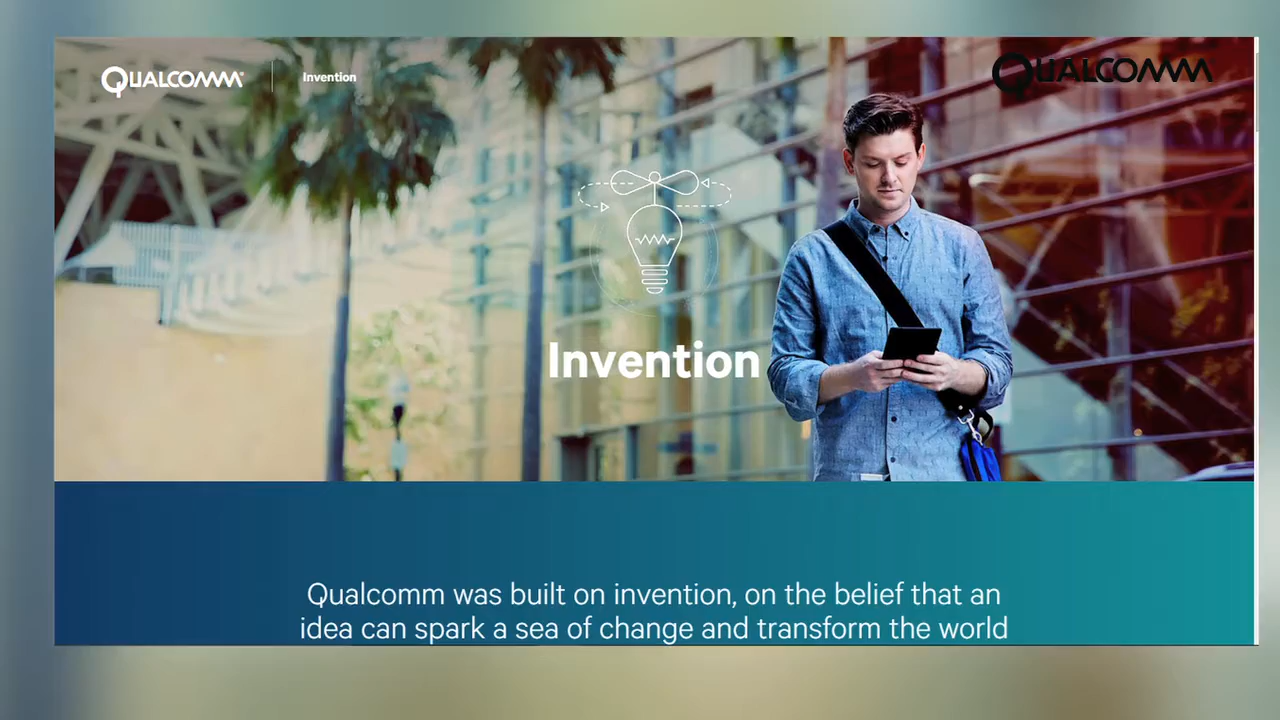 QUALCOMM® Invention
QUALCOMM
Invention
Qualcomm was built on invention, on the belief that an
idea can spark a sea of change and transform the world